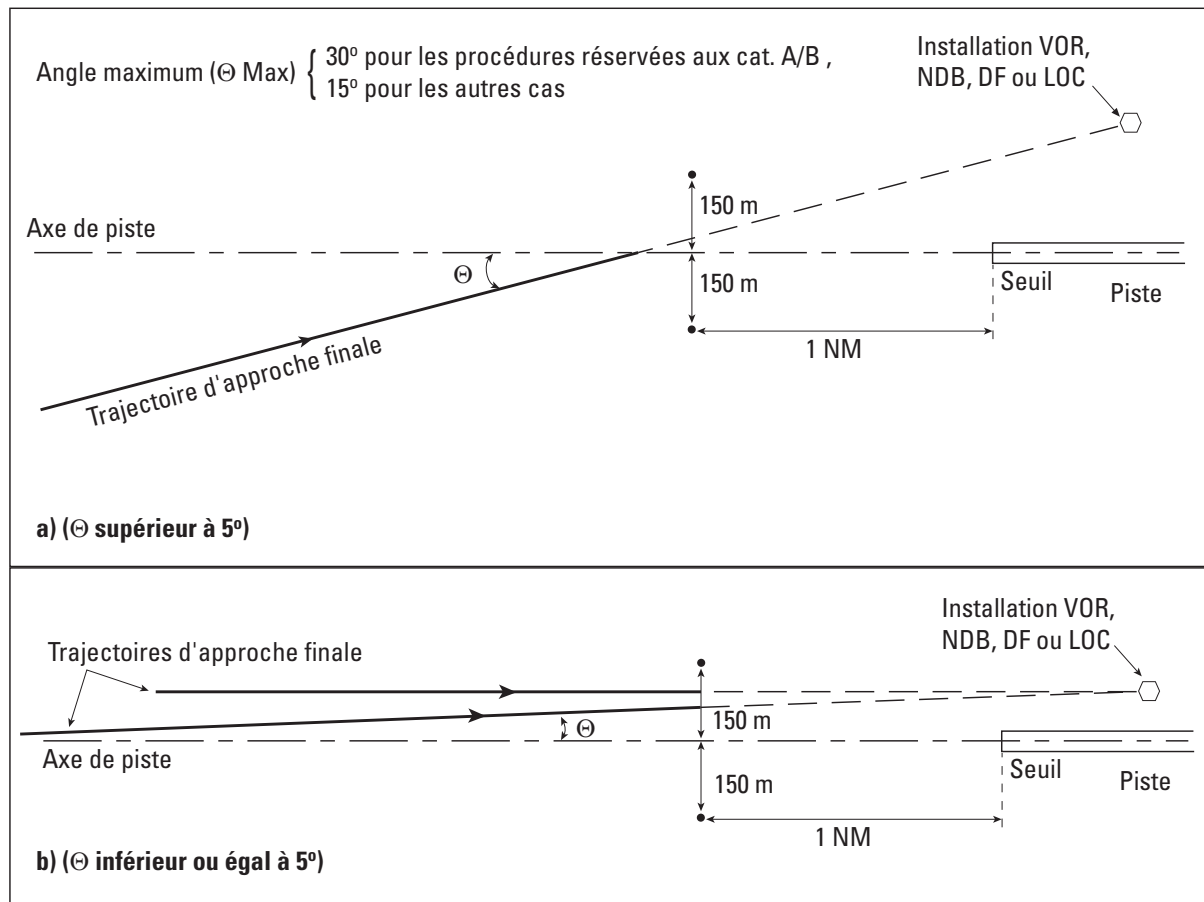 Installation VOR,
NDB, DF ou LOC
Angle maximum (Θ Max) { 30º pour les procédures réservées aux cat. A/B ,
15º pour les autres cas
150 m
Axe de piste
Θ
150 m
Seuil
Piste
1 NM
Trajectoire d'approche finale
a) (Θ supérieur à 5º)
Installation VOR,
NDB, DF ou LOC
Trajectoires d'approche finale
150 m
Θ
Axe de piste
Seuil
Piste
150 m
1 NM
b) (Θ inférieur ou égal à 5º)